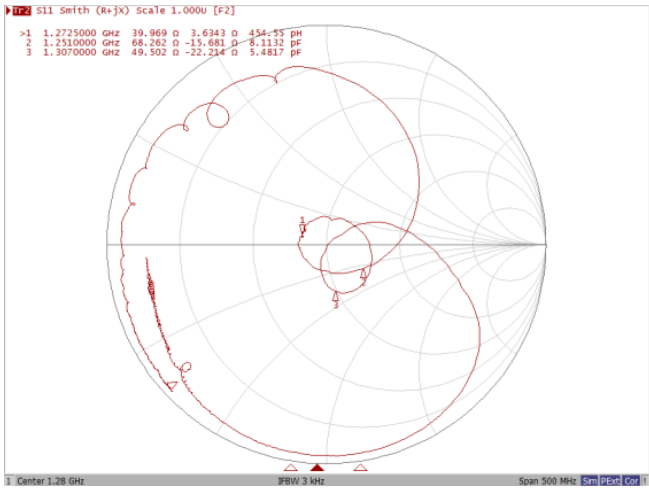 Tr2 S11 Smith (R+jX) Scale 1.000U [F2]
>1 1.2725000 GHz 39.969 Ω 3.6343 Ω 454.55 pH
2 1.2510000 GHz 68.262 Ω -15.681 Ω 8.1132 pF
3 1.3070000 GHz 49.502 Ω -22.214 Ω 5.4817 pF
1
2
3
1 Center 1.28 GHz IFBW 3 kHz Span 500 MHz Sim PExt Cor !